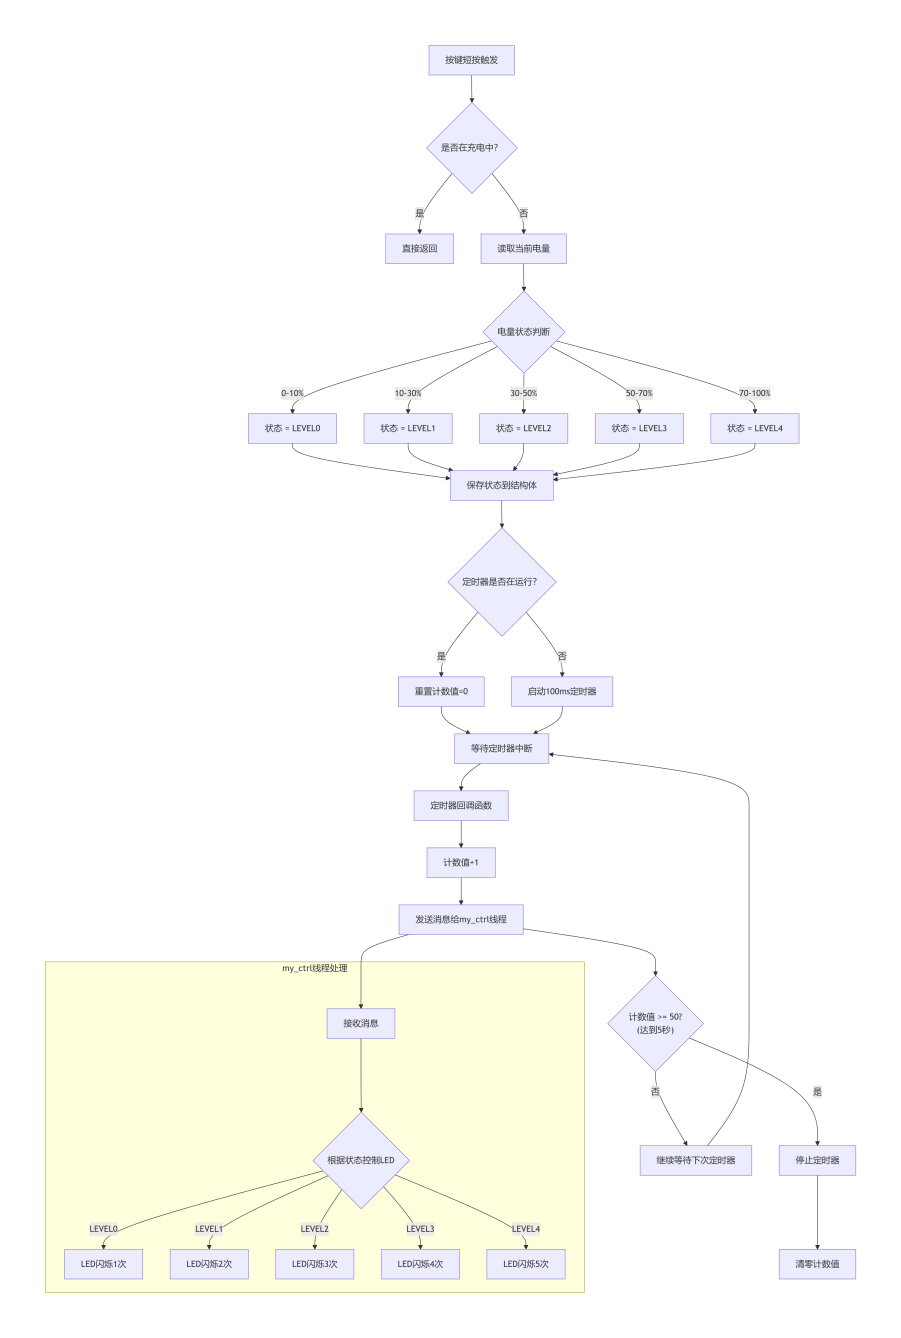 按键短按触发
是否在充电中?
是
否
直接返回
读取当前电量
电量状态判断
0-10%
10-30%
30-50%
50-70%
70-100%
状态 = LEVEL0
状态 = LEVEL1
状态 = LEVEL2
状态 = LEVEL3
状态 = LEVEL4
保存状态到结构体
定时器是否在运行?
是
否
重置计数值=0
启动100ms定时器
等待定时器中断
定时器回调函数
计数值+1
发送消息给my_ctrl线程
my_ctrl线程处理
接收消息
计数值 >= 50?
(达到5秒)
否
是
根据状态控制LED
继续等待下次定时器
停止定时器
LEVEL0
LEVEL1
LEVEL2
LEVEL3
LEVEL4
LED闪烁1次
LED闪烁2次
LED闪烁3次
LED闪烁4次
LED闪烁5次
清零计数值